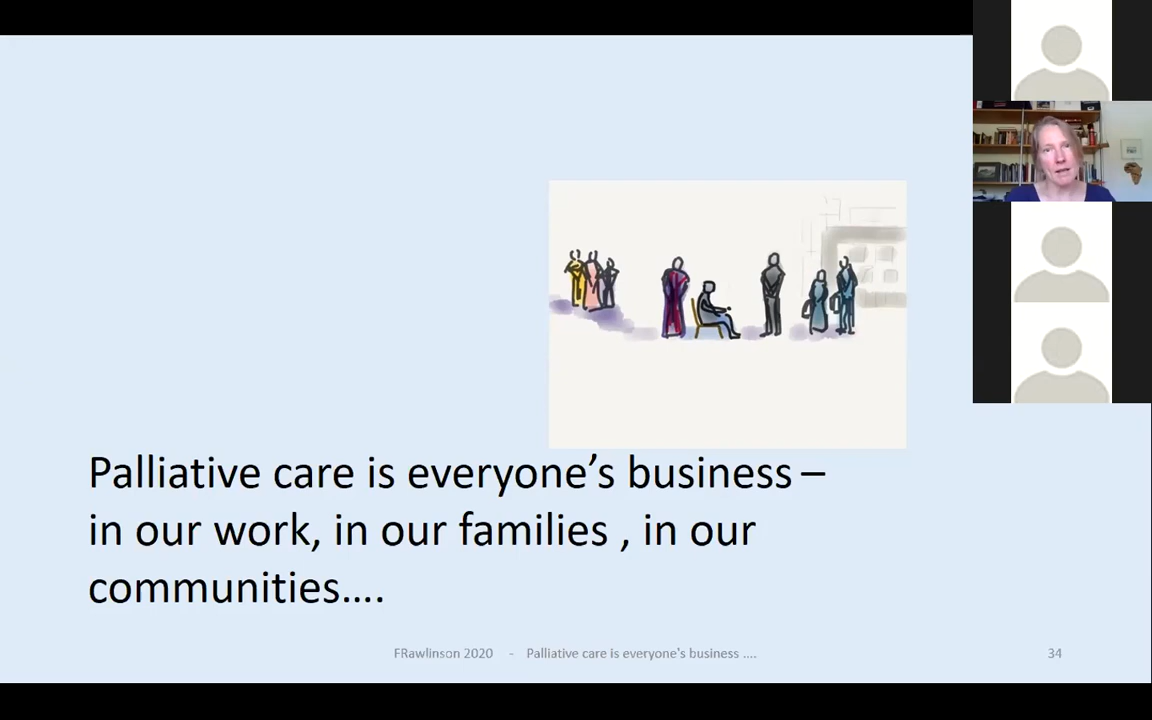 Palliative care is everyone’s business –
in our work, in our families , in our
communities....
FRawlinson 2020 - Palliative care is everyone's business ....
34